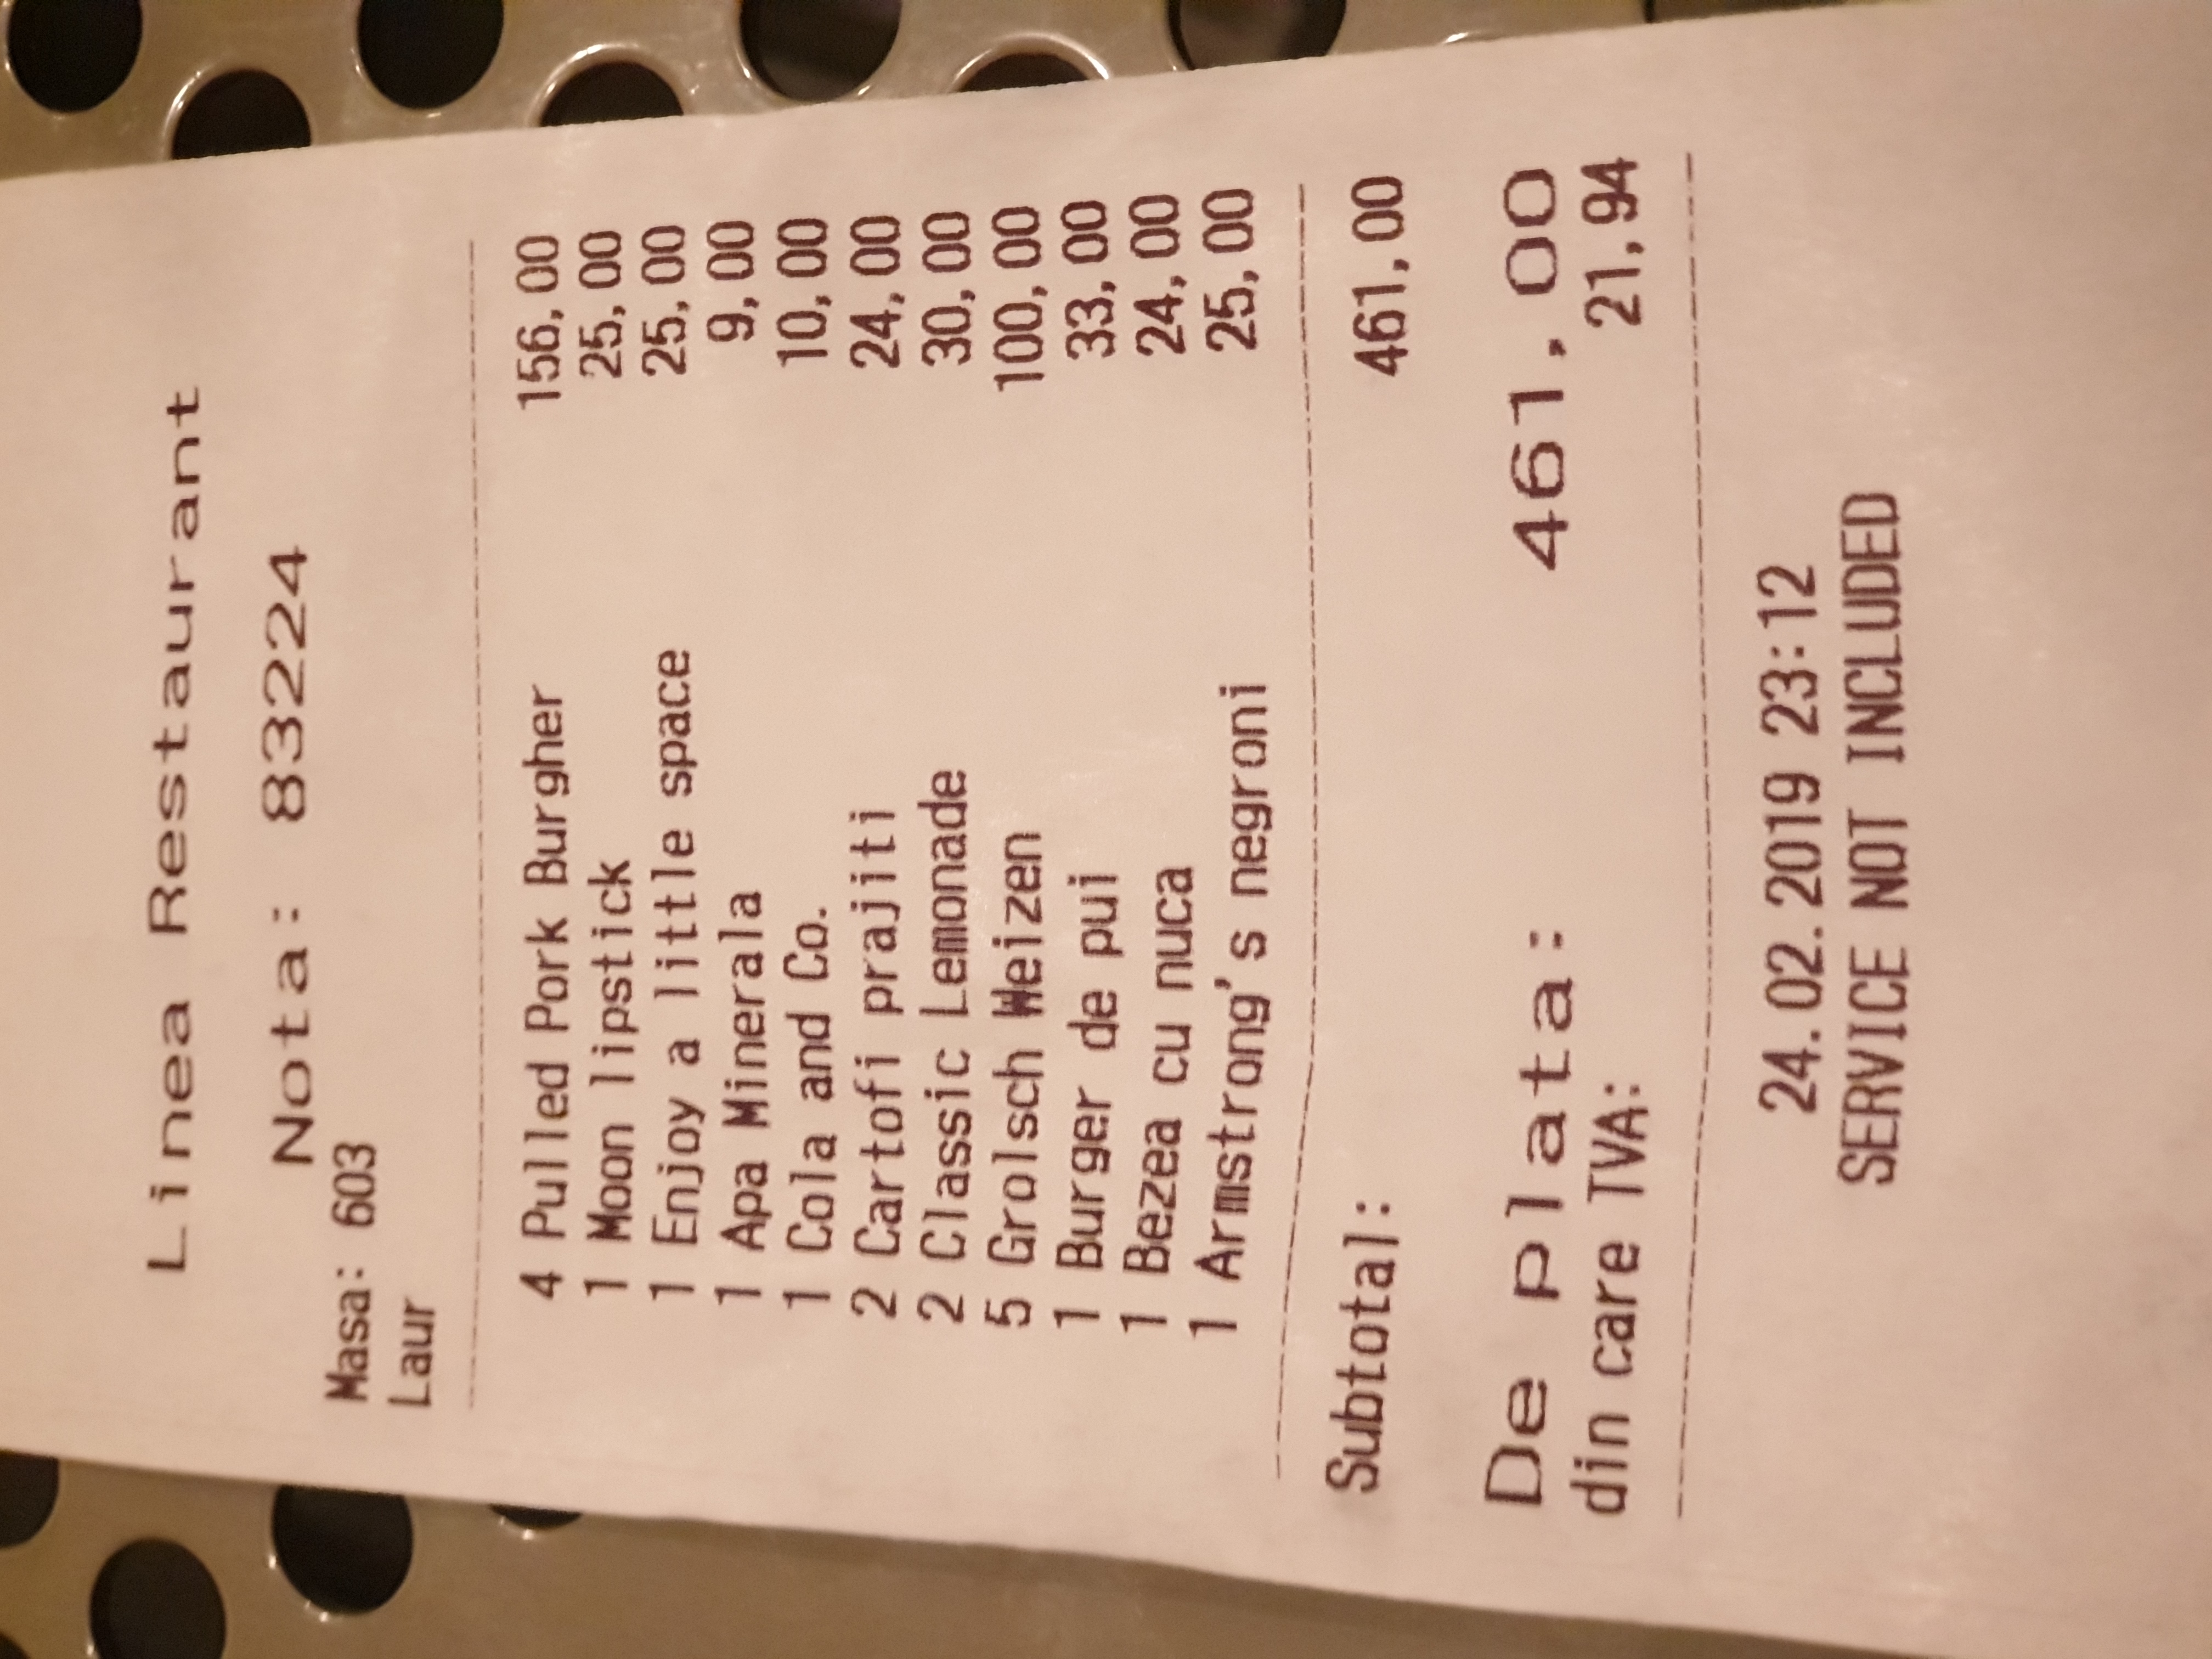 Linea Restaurant
Nota: 83224
Masa: 603
Laur
4 Pulled Pork Burgher 156,00
1 Moon lipstick 25,00
1 Enjoy a little space 25,00
1 Apa Minerala 9,00
1 Cola and Co. 10,00
2 Cartofi prajiti 24,00
2 Classic Lemonade 30,00
5 Grolsch Weizen 100,00
1 Burger de pui 33,00
1 Bezea cu nuca 24,00
1 Armstrong's negroni 25,00
Subtotal: 461,00
De plata: 461,00
din care TVA: 21,94
24.02.2019 23:12
SERVICE NOT INCLUDED